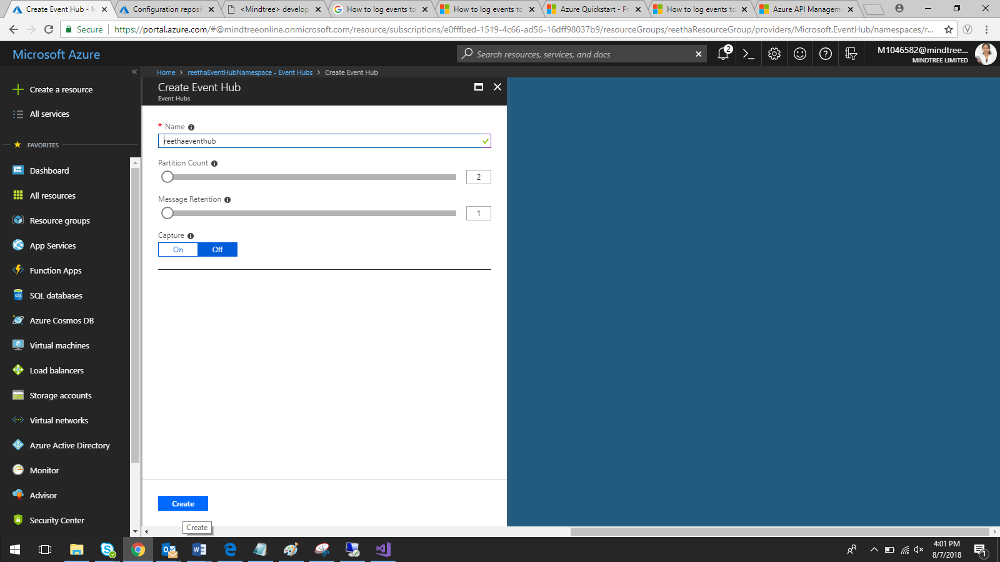 Create Event Hub - M
Configuration reposit
<Mindtree> develop
How to log events to
How to log events to
Azure Quickstart - Pr
How to log events to
Azure API Managem
Secure
https://portal.azure.com/#@mindtreeonline.onmicrosoft.com/resource/subscriptions/e0fffbed-1519-4c66-ad56-16dff98037b9/resourceGroups/reethaResourceGroup/providers/Microsoft.EventHub/namespaces/r...
Microsoft Azure
Search resources, services, and docs
2
M1046582@mindtree...
MINDTREE LIMITED
Home > reethaEventHubNamespace - Event Hubs > Create Event Hub
Create Event Hub
Event Hubs
Create a resource
All services
FAVORITES
Dashboard
All resources
Resource groups
App Services
Function Apps
SQL databases
Azure Cosmos DB
Virtual machines
Load balancers
Storage accounts
Virtual networks
Azure Active Directory
Monitor
Advisor
Security Center
* Name
reethaeventhub
Partition Count
2
Message Retention
1
Capture
On Off
Create
Create
4:01 PM
8/7/2018
1